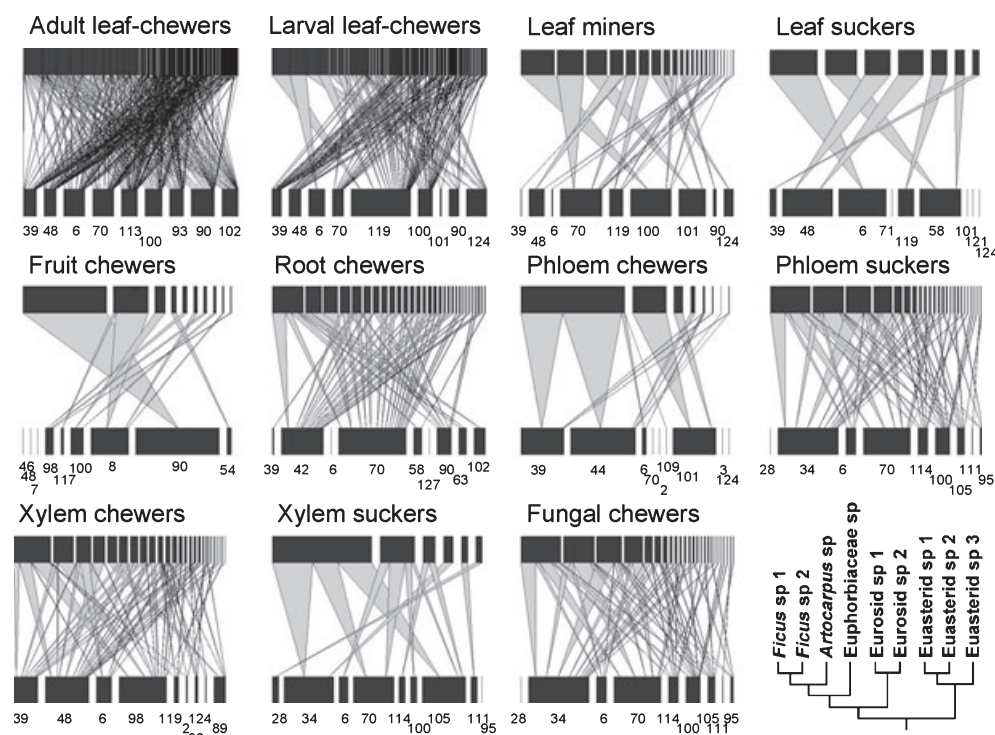 Adult leaf-chewers
Larval leaf-chewers
Leaf miners
Leaf suckers
39 48 6 70 113 100 93 90 102
39 48 6 70 119 100 101 90 124
39 48 6 70 119 100 101 90 124
39 48 6 71 119 58 101 121 124
Fruit chewers
Root chewers
Phloem chewers
Phloem suckers
46 48 7 98 117 100 8 90 54
39 42 6 70 58 127 90 63 102
39 44 6 70 2 109 101 3 124
28 34 6 70 114 100 105 111 95
Xylem chewers
Xylem suckers
Fungal chewers
39 48 6 98 119 2 124 89
28 34 6 70 114 100 105 111 95
28 34 6 70 114 100 105 111 95
Ficus sp 1
Ficus sp 2
Artocarpus sp
Euphorbiaceae sp
Eurosid sp 1
Eurosid sp 2
Euasterid sp 1
Euasterid sp 2
Euasterid sp 3